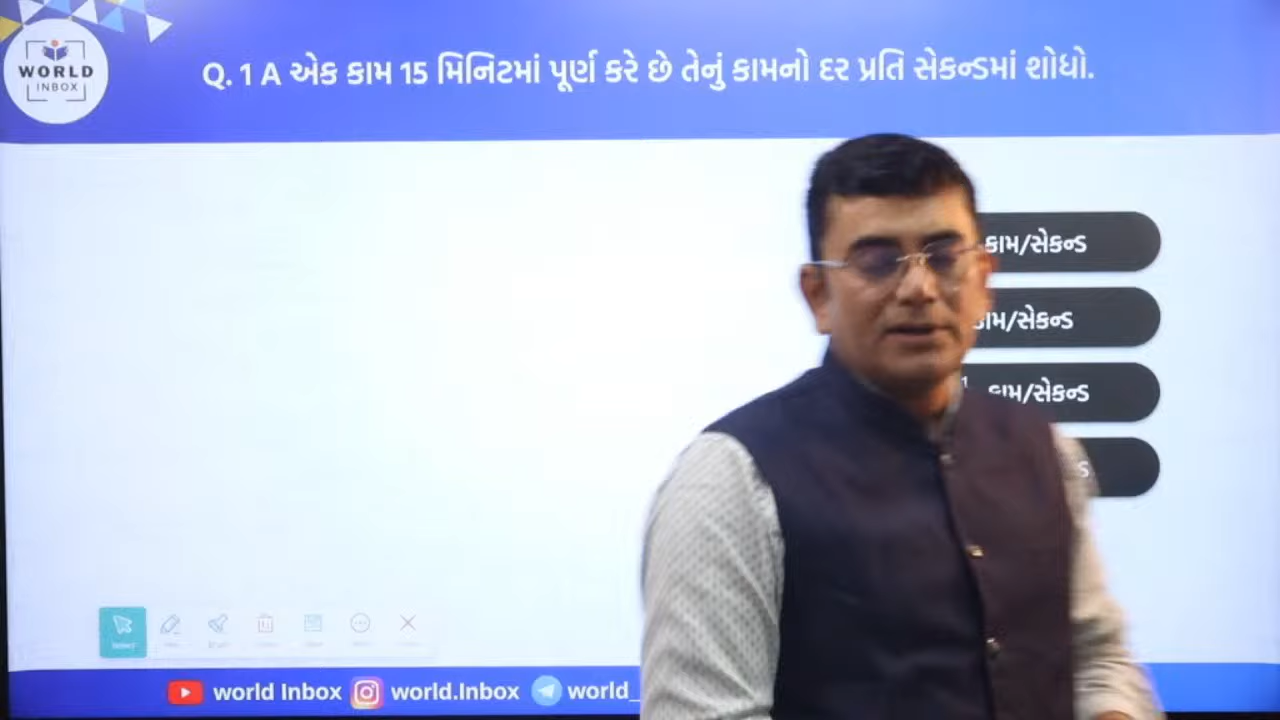 WORLD
INBOX
Q. 1 A એક કામ 15 મિનિટમાં પૂર્ણ કરે છે તેનું કામનો દર પ્રતિ સેકન્ડમાં શોધો.
કામ/સેકન્ડ
કામ/સેકન્ડ
કામ/સેકન્ડ
Select
world Inbox world.Inbox world_